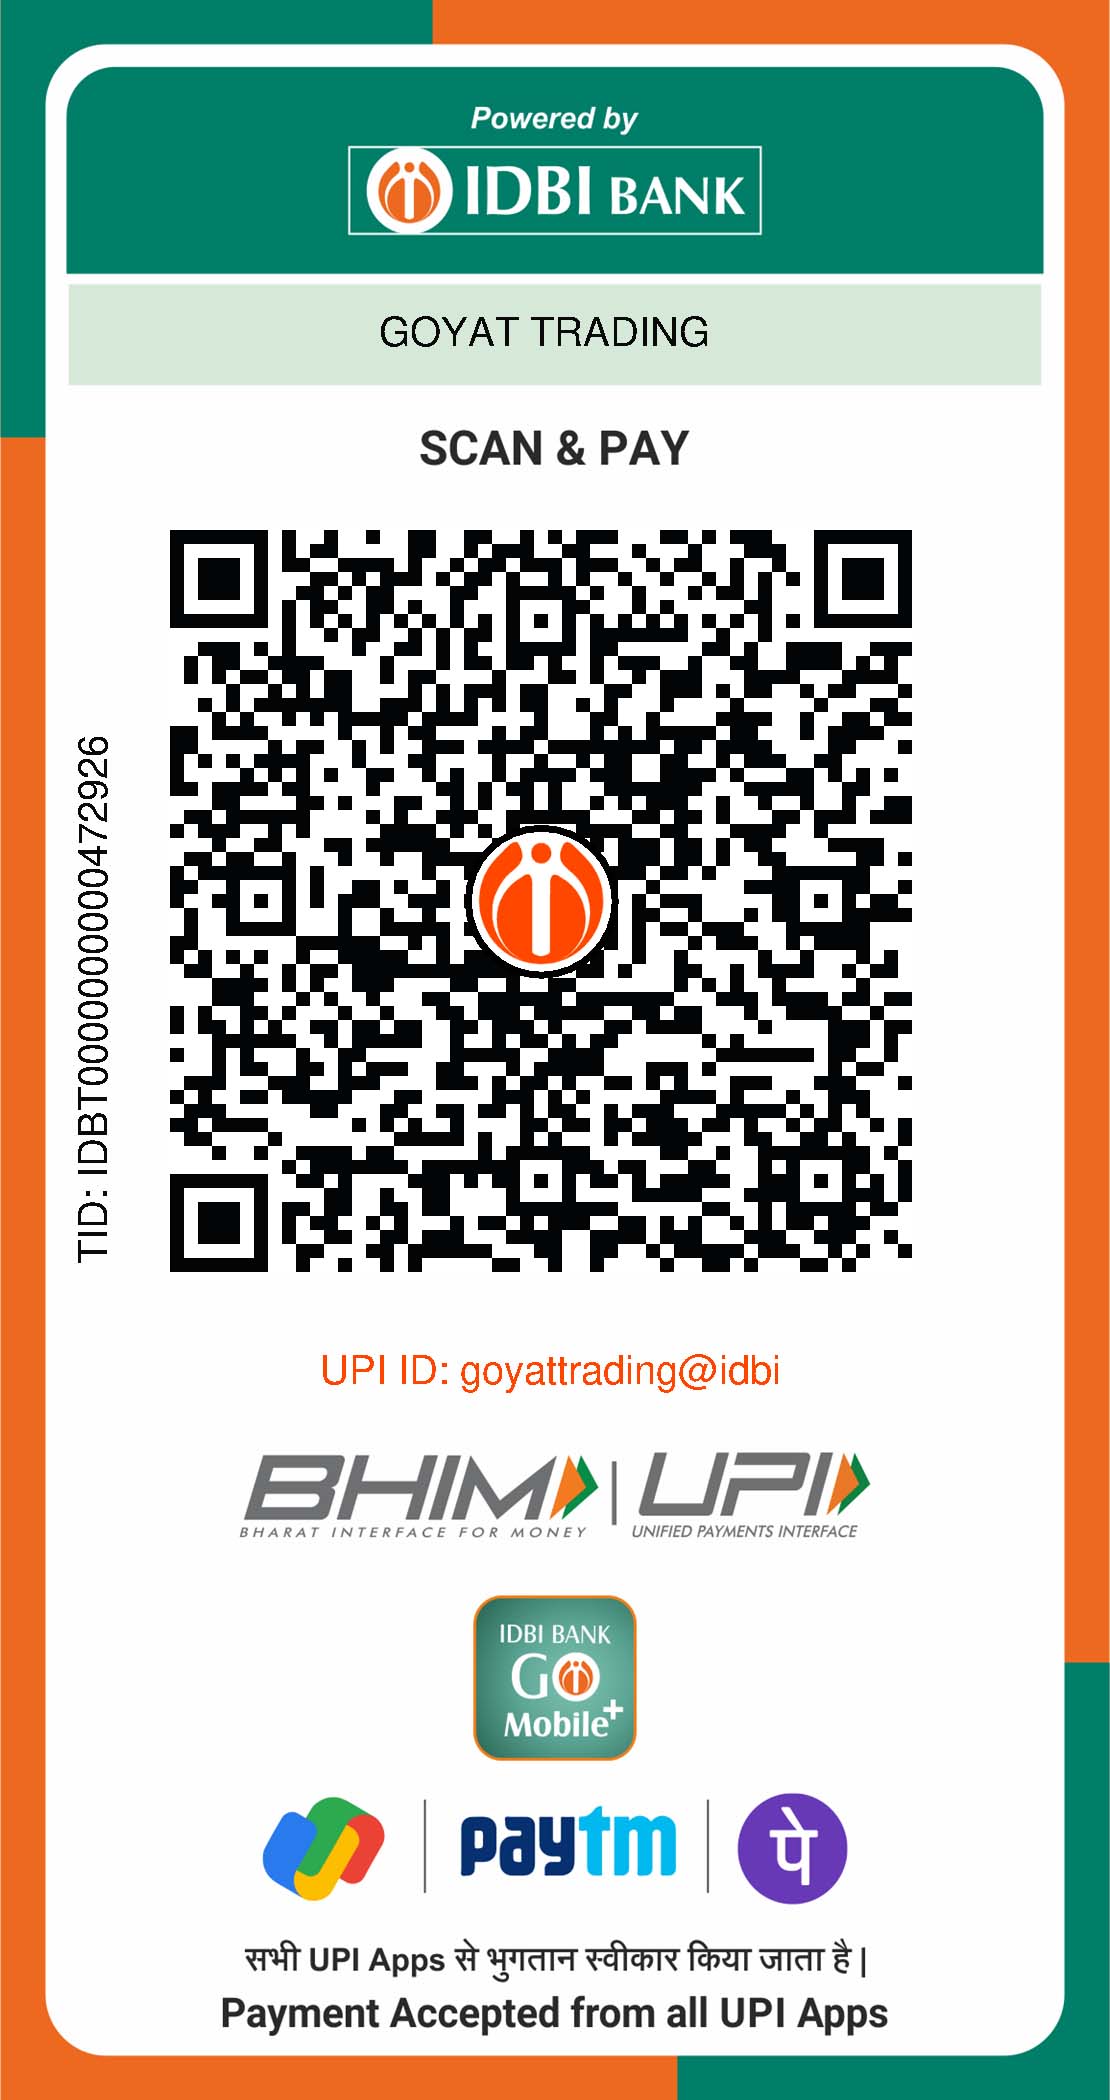 Powered by
IDBI BANK
GOYAT TRADING
SCAN & PAY
TID: IDBT000000000472926
UPI ID: goyattrading@idbi
BHIM | UPI
BHARAT INTERFACE FOR MONEY UNIFIED PAYMENTS INTERFACE
IDBI BANK
GO
Mobile+
paytm | पे
सभी UPI Apps से भुगतान स्वीकार किया जाता है |
Payment Accepted from all UPI Apps